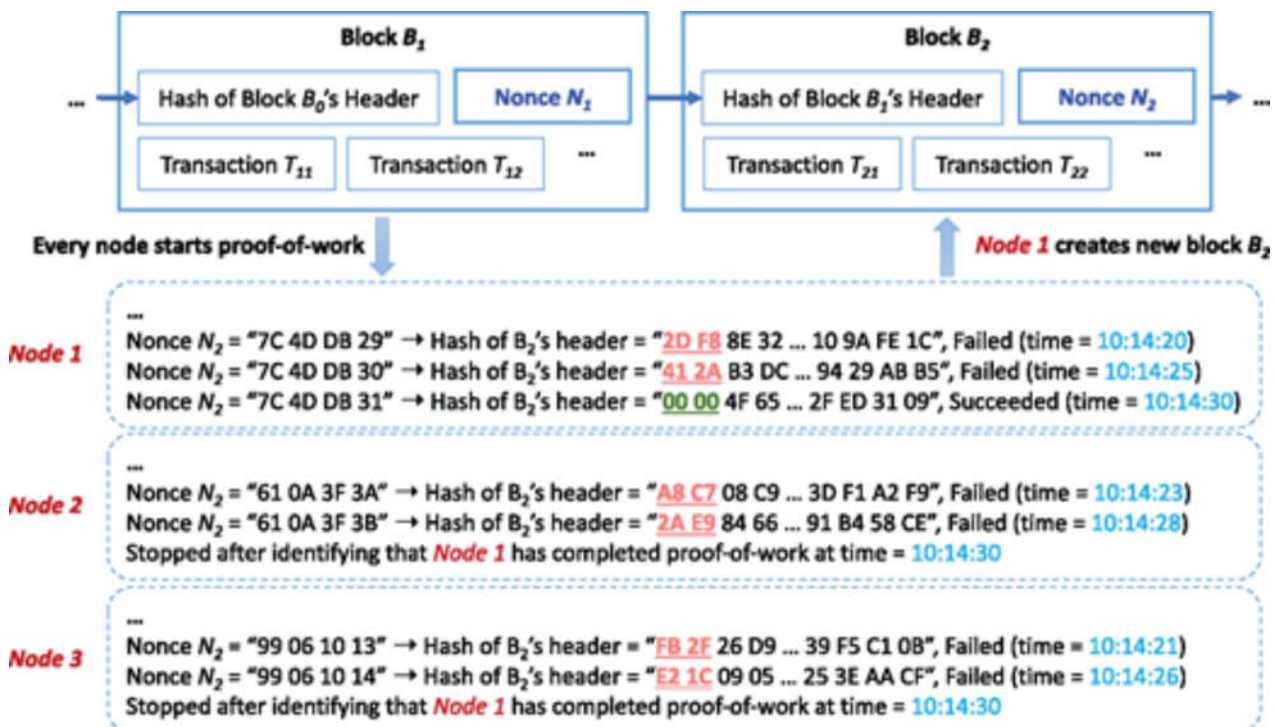 Block B1
Block B2
... Hash of Block B0's Header Nonce N1 Hash of Block B1's Header Nonce N2 ...
Transaction T11 Transaction T12 ... Transaction T21 Transaction T22 ...
Every node starts proof-of-work
Node 1 creates new block B2
Node 1
...
Nonce N2 = "7C 4D DB 29" → Hash of B2's header = "2D F8 8E 32 ... 10 9A FE 1C", Failed (time = 10:14:20)
Nonce N2 = "7C 4D DB 30" → Hash of B2's header = "41 2A B3 DC ... 94 29 AB B5", Failed (time = 10:14:25)
Nonce N2 = "7C 4D DB 31" → Hash of B2's header = "00 00 4F 65 ... 2F ED 31 09", Succeeded (time = 10:14:30)
Node 2
...
Nonce N2 = "61 0A 3F 3A" → Hash of B2's header = "A8 C7 08 C9 ... 3D F1 A2 F9", Failed (time = 10:14:23)
Nonce N2 = "61 0A 3F 3B" → Hash of B2's header = "2A E9 84 66 ... 91 B4 58 CE", Failed (time = 10:14:28)
Stopped after identifying that Node 1 has completed proof-of-work at time = 10:14:30
Node 3
...
Nonce N2 = "99 06 10 13" → Hash of B2's header = "FB 2F 26 D9 ... 39 F5 C1 0B", Failed (time = 10:14:21)
Nonce N2 = "99 06 10 14" → Hash of B2's header = "E2 1C 09 05 ... 25 3E AA CF", Failed (time = 10:14:26)
Stopped after identifying that Node 1 has completed proof-of-work at time = 10:14:30